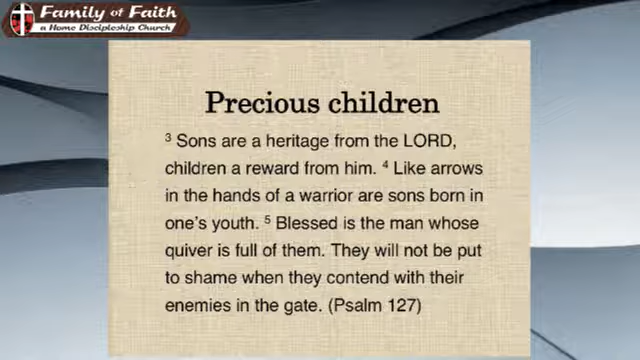 Family of Faith
a Home Discipleship Church
Precious children
³ Sons are a heritage from the LORD,
children a reward from him. ⁴ Like arrows
in the hands of a warrior are sons born in
one's youth. ⁵ Blessed is the man whose
quiver is full of them. They will not be put
to shame when they contend with their
enemies in the gate. (Psalm 127)